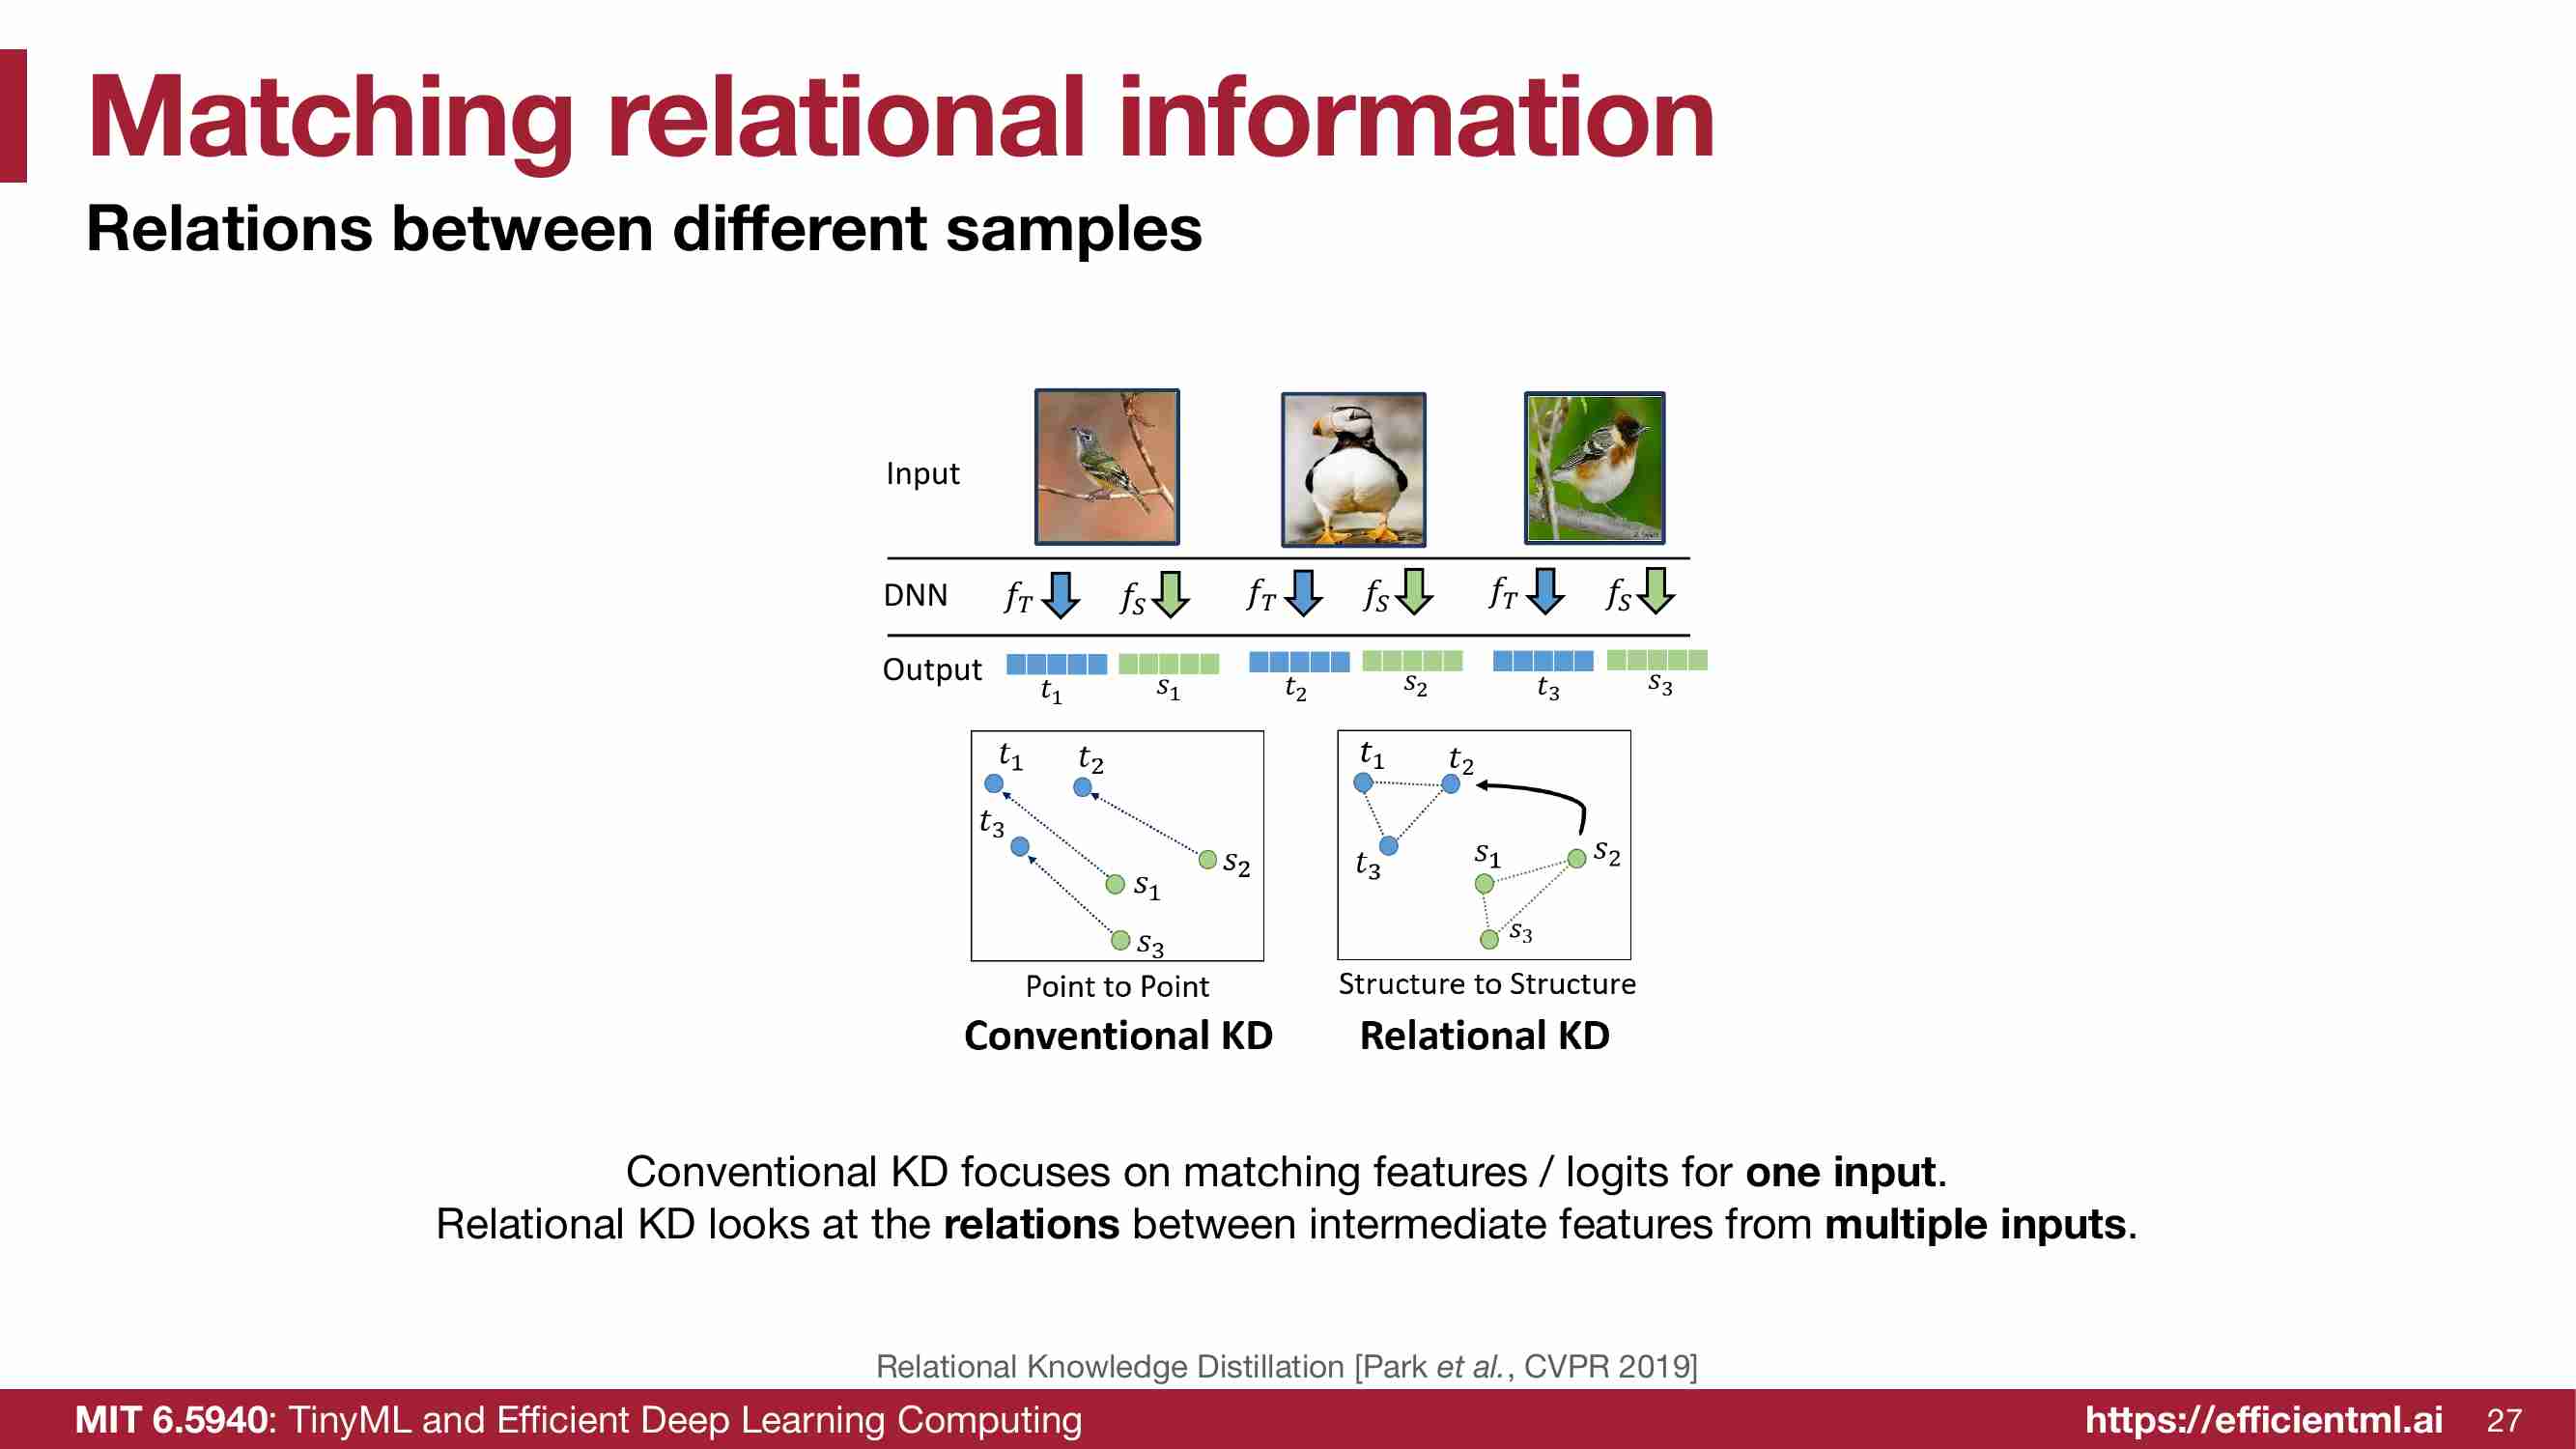 Matching relational information
Relations between different samples
Input
DNN f_T f_S f_T f_S f_T f_S
Output
t_1 s_1 t_2 s_2 t_3 s_3
t_1 t_2
t_3
s_2
s_1
s_3
Point to Point
Conventional KD
t_1 t_2
t_3 s_1 s_2
s_3
Structure to Structure
Relational KD
Conventional KD focuses on matching features / logits for one input.
Relational KD looks at the relations between intermediate features from multiple inputs.
Relational Knowledge Distillation [Park et al., CVPR 2019]
MIT 6.5940: TinyML and Efficient Deep Learning Computing https://efficientml.ai 27